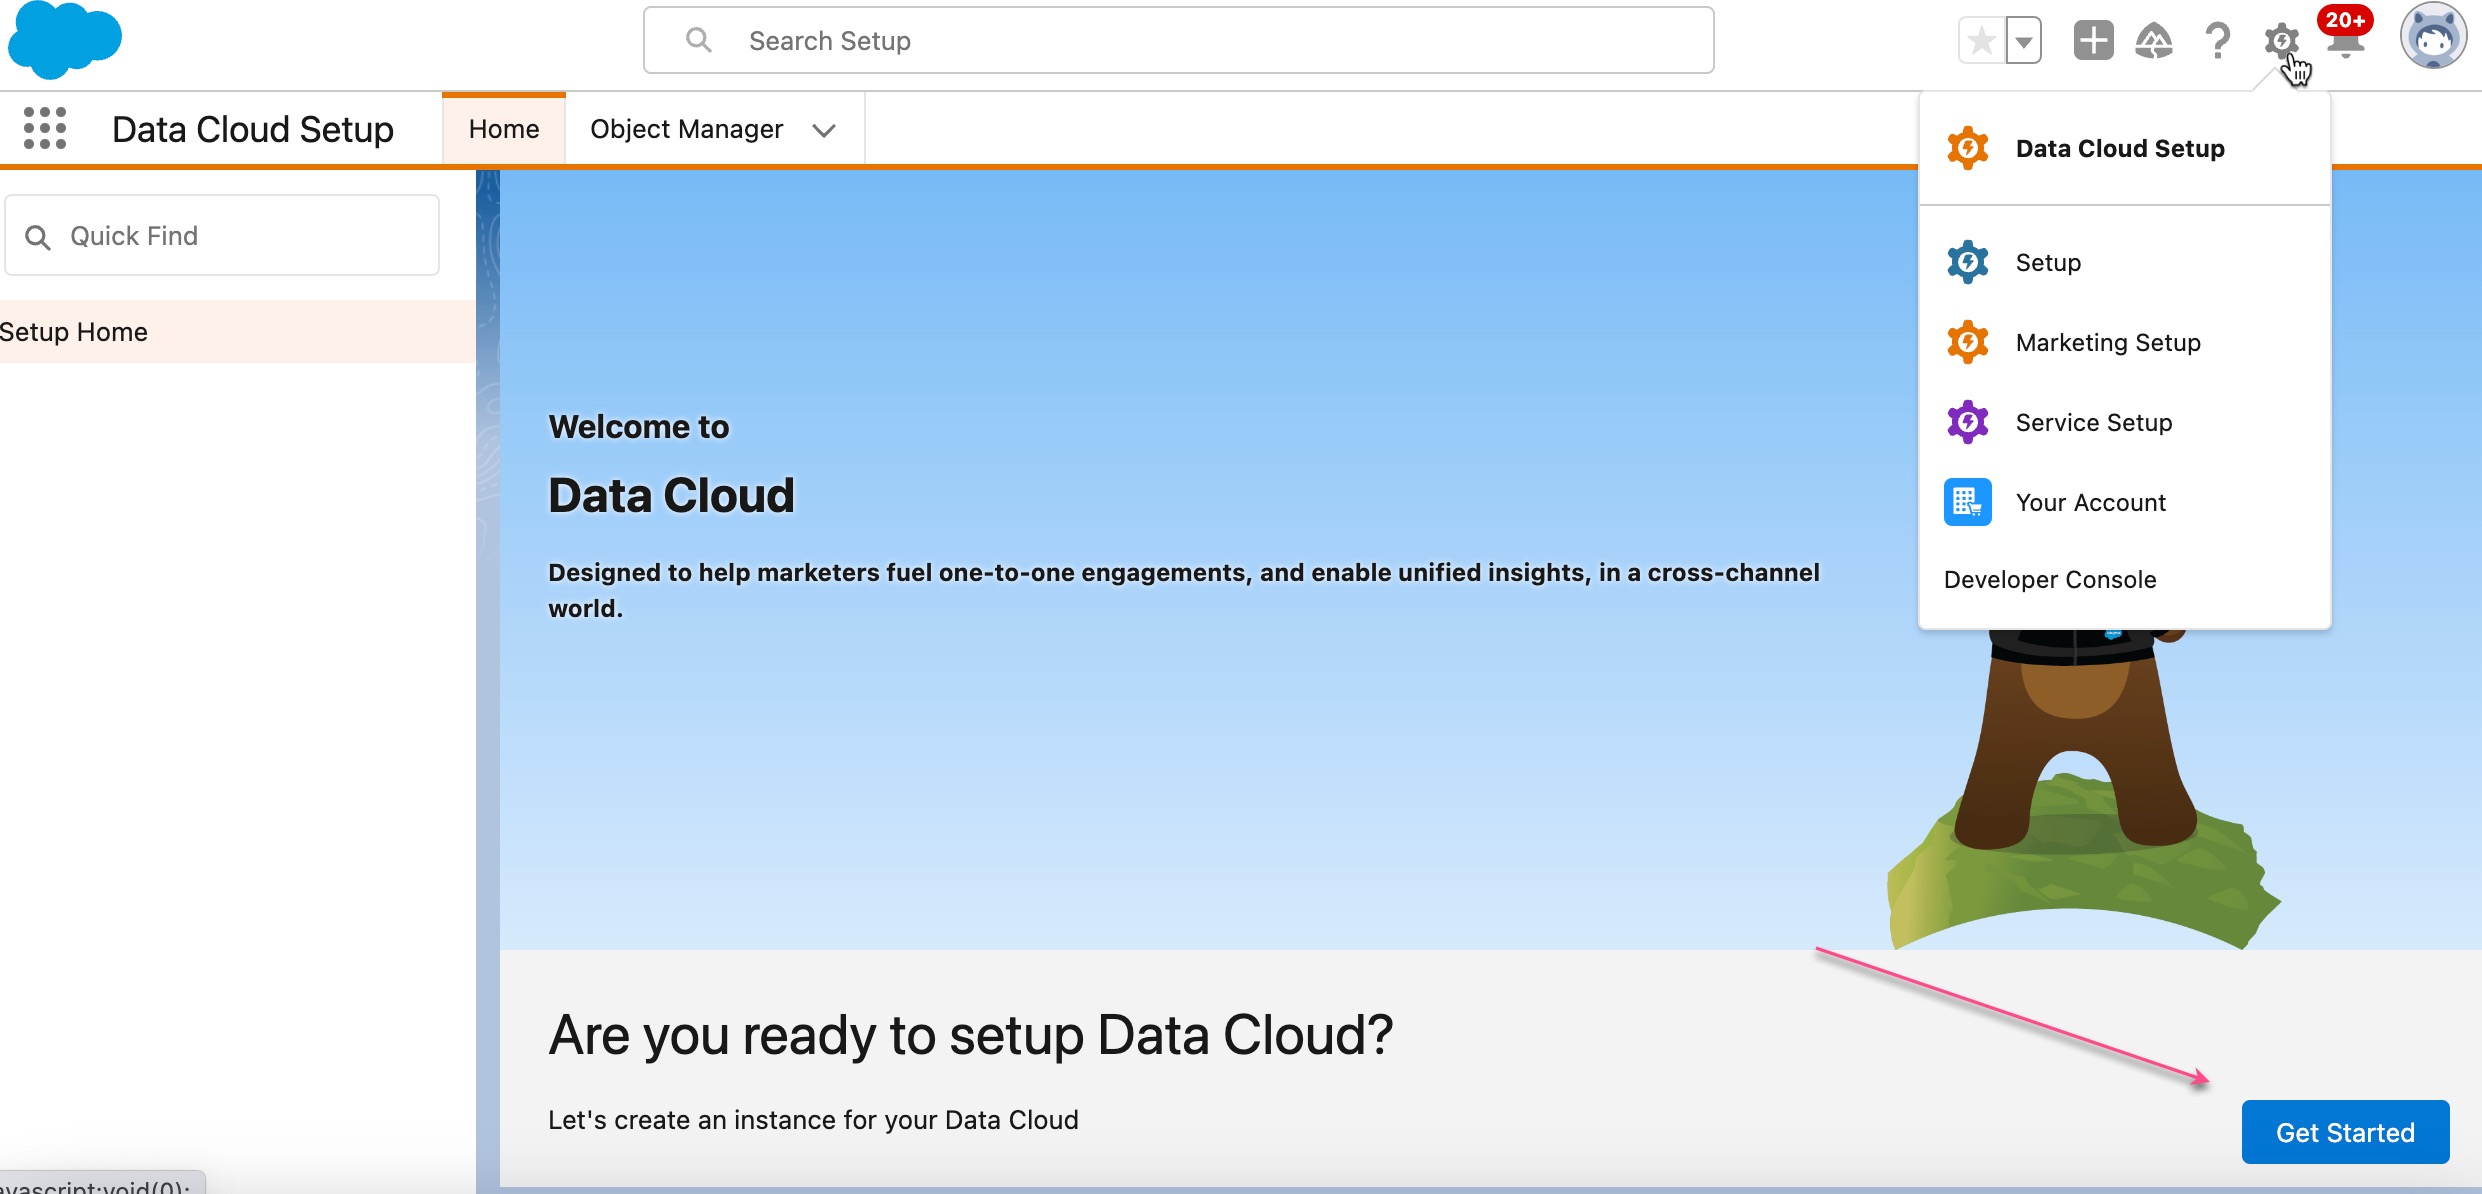 Search Setup
20+
Data Cloud Setup
Home
Object Manager
Quick Find
Setup Home
Data Cloud Setup
Setup
Marketing Setup
Service Setup
Your Account
Developer Console
Welcome to
Data Cloud
Designed to help marketers fuel one-to-one engagements, and enable unified insights, in a cross-channel
world.
Are you ready to setup Data Cloud?
Let's create an instance for your Data Cloud
Get Started
avascript:void(0);